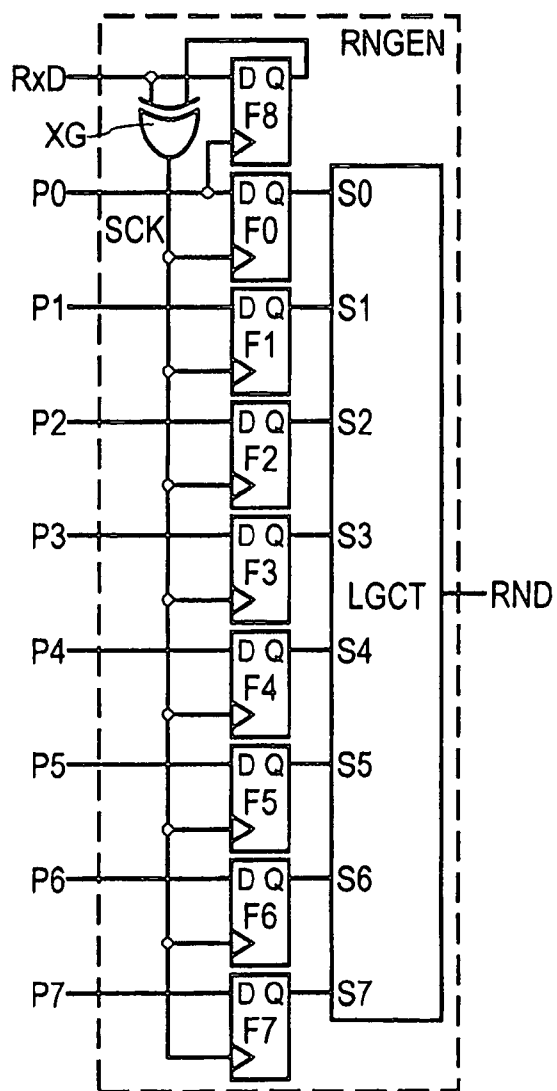 RNGEN
RxD
D Q
F8
XG
P0
D Q
S0
SCK
F0
P1
D Q
S1
F1
P2
D Q
S2
F2
P3
D Q
S3
F3
LGCT
RND
P4
D Q
S4
F4
P5
D Q
S5
F5
P6
D Q
S6
F6
P7
D Q
S7
F7